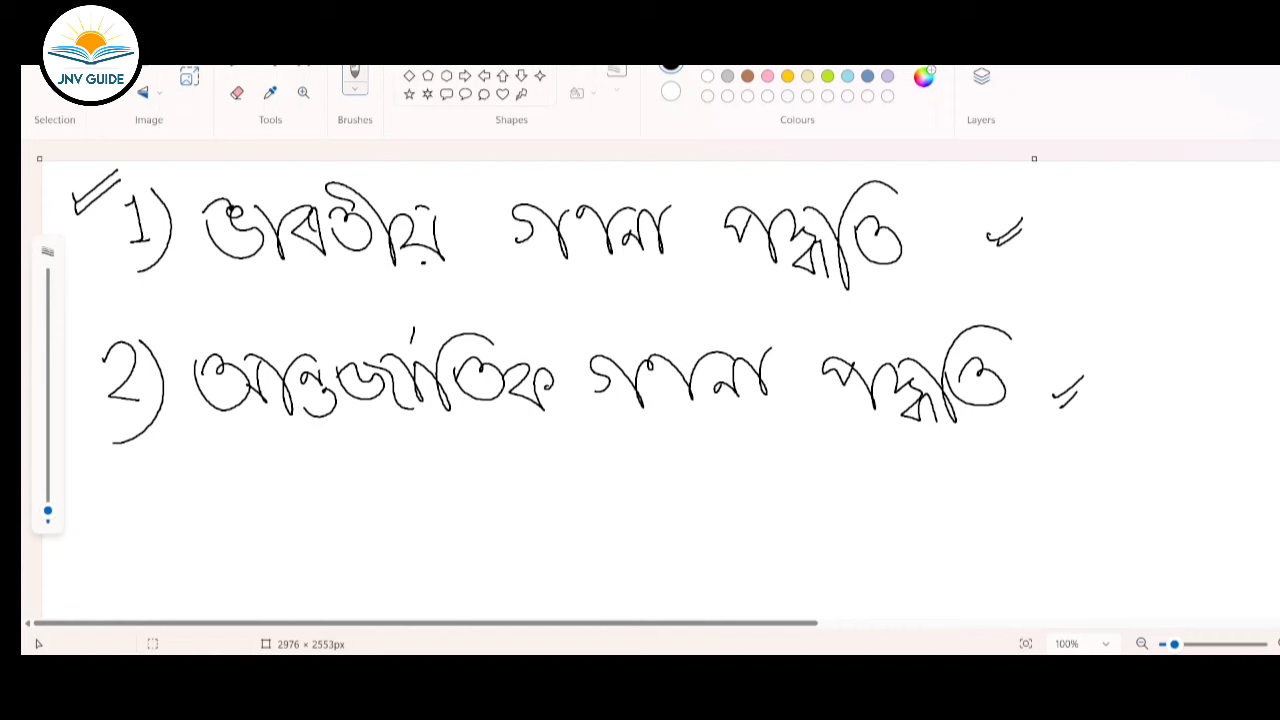 JNV GUIDE
Selection Image Tools Brushes Shapes Colours Layers
1) ভাৰতীয় গণনা পদ্ধতি
2) আন্তর্জাতিক গণনা পদ্ধতি
2976 × 2553px 100%